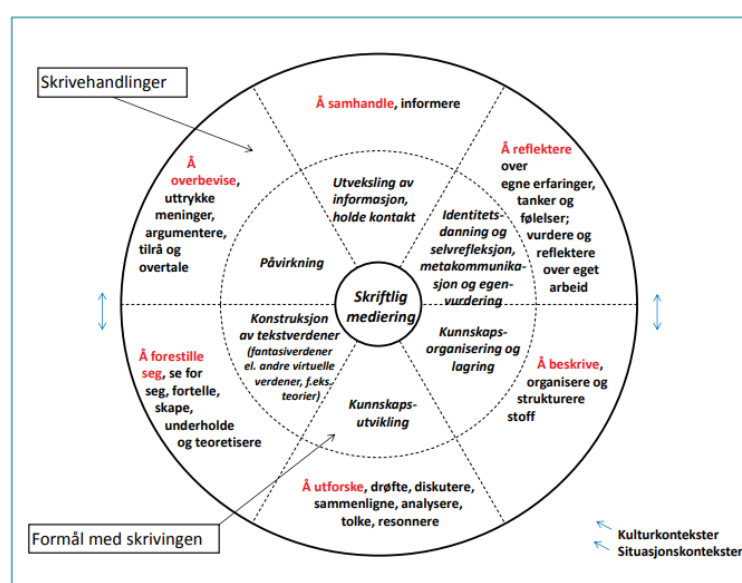 Skrivehandlinger
Å samhandle, informere
Å
overbevise,
uttrykke
meninger,
argumentere,
tilrå og
overtale
Å reflektere
over
egne erfaringer,
tanker og
følelser;
vurdere og
reflektere
over eget
arbeid
Utveksling av
informasjon,
holde kontakt
Identitets-
danning og
selvrefleksjon,
metakommunika-
sjon og egen-
vurdering
Påvirkning
Skriftlig
mediering
Konstruksjon
av tekstverdener
(fantasiverdener
el. andre virtuelle
verdener, f.eks.
teorier)
Kunnskaps-
organisering og
lagring
Å forestille
seg, se for
seg, fortelle,
skape,
underholde
og teoretisere
Å beskrive,
organisere og
strukturere
stoff
Kunnskaps-
utvikling
Å utforske, drøfte, diskutere,
sammenligne, analysere,
tolke, resonnere
Formål med skrivingen
Kulturkontekster
Situasjonskontekster